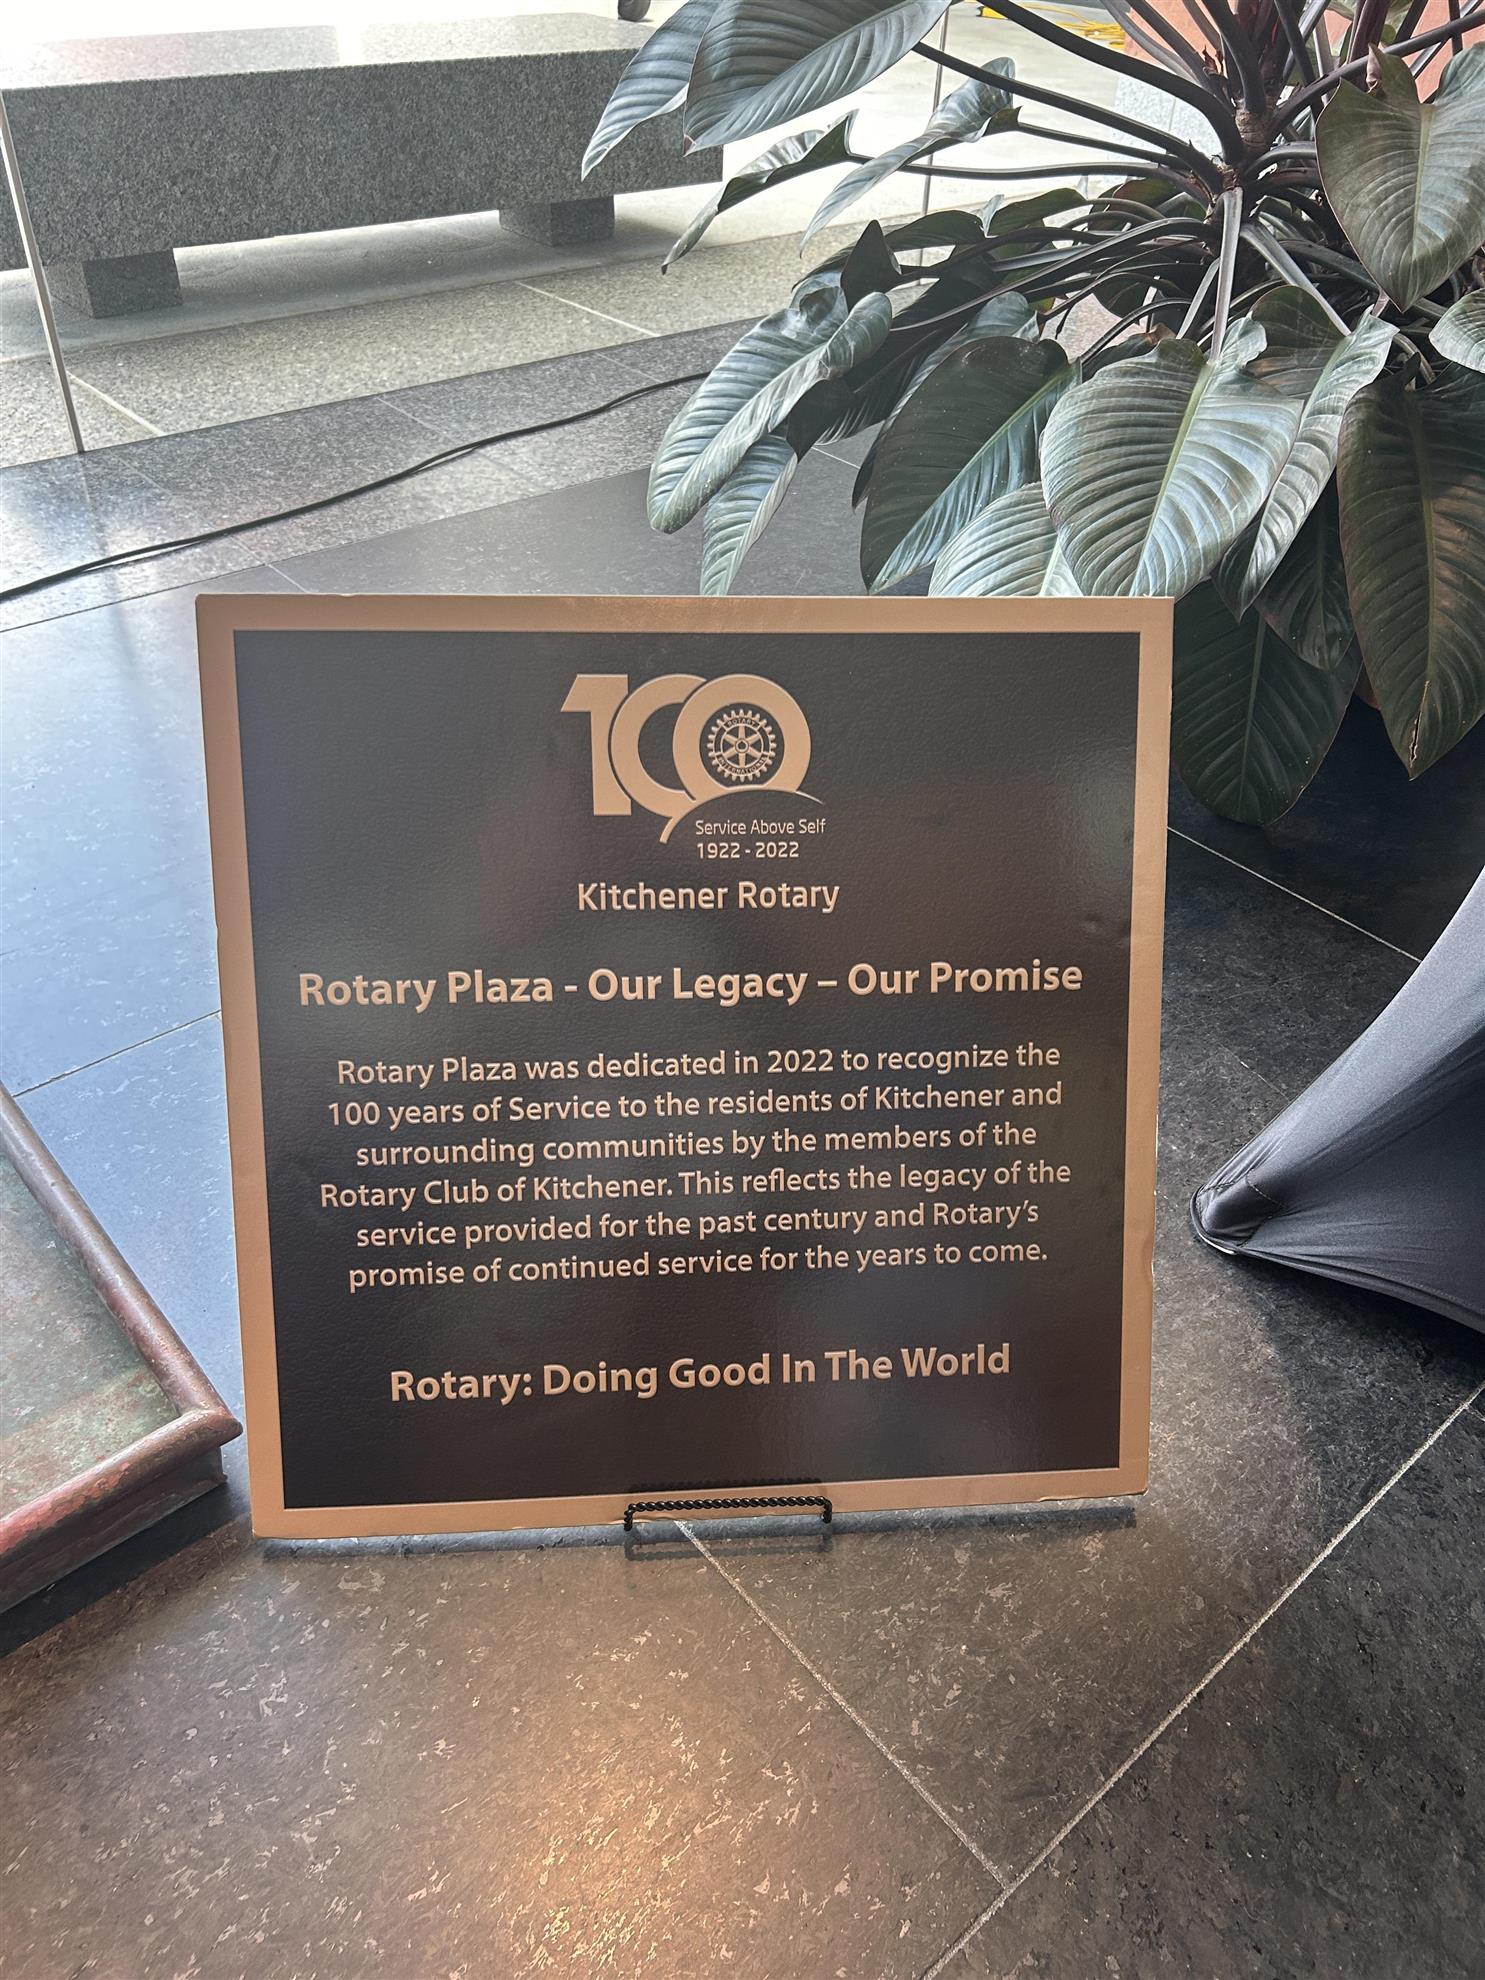 100
ROTARY
INTERNATIONAL
Service Above Self
1922 - 2022
Kitchener Rotary
Rotary Plaza - Our Legacy – Our Promise
Rotary Plaza was dedicated in 2022 to recognize the
100 years of Service to the residents of Kitchener and
surrounding communities by the members of the
Rotary Club of Kitchener. This reflects the legacy of the
service provided for the past century and Rotary’s
promise of continued service for the years to come.
Rotary: Doing Good In The World